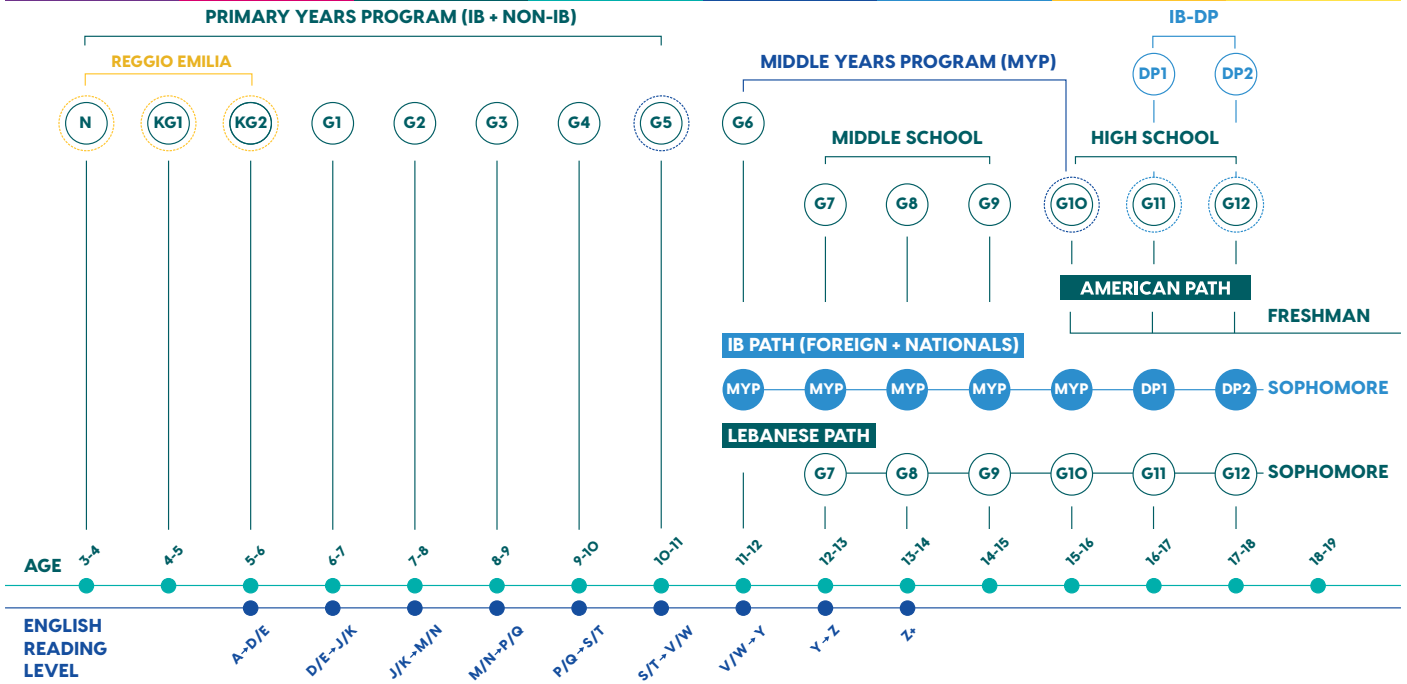 PRIMARY YEARS PROGRAM (IB + NON-IB)
IB-DP
REGGIO EMILIA
MIDDLE YEARS PROGRAM (MYP)
DP1 DP2
N KG1 KG2 G1 G2 G3 G4 G5 G6
MIDDLE SCHOOL
HIGH SCHOOL
G7 G8 G9 G10 G11 G12
AMERICAN PATH
FRESHMAN
IB PATH (FOREIGN + NATIONALS)
MYP MYP MYP MYP MYP DP1 DP2 SOPHOMORE
LEBANESE PATH
G7 G8 G9 G10 G11 G12 SOPHOMORE
AGE 3-4 4-5 5-6 6-7 7-8 8-9 9-10 10-11 11-12 12-13 13-14 14-15 15-16 16-17 17-18 18-19
ENGLISH
READING
LEVEL
A→D/E D/E→J/K J/K→M/N M/N→P/Q P/Q→S/T S/T→V/W V/W→Y Y→Z Z+